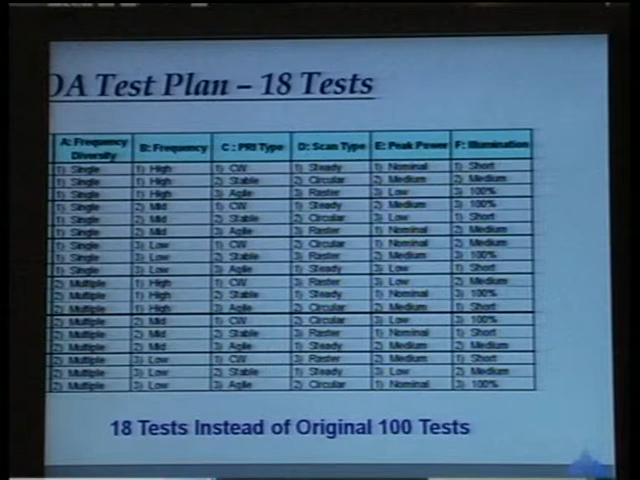 OA Test Plan – 18 Tests
A: Frequency Diversity B: Frequency C : PRI Type D: Scan Type E: Peak Power F: Illumination
1) Single 1) High 1) CW 1) Steady 1) Nominal 1) Short
1) Single 1) High 2) Stable 2) Circular 2) Medium 2) Medium
1) Single 1) High 3) Agile 3) Raster 3) Low 3) 100%
1) Single 2) Mid 1) CW 1) Steady 2) Medium 3) 100%
1) Single 2) Mid 2) Stable 2) Circular 3) Low 1) Short
1) Single 2) Mid 3) Agile 3) Raster 1) Nominal 2) Medium
1) Single 3) Low 1) CW 2) Circular 1) Nominal 2) Medium
1) Single 3) Low 2) Stable 3) Raster 2) Medium 3) 100%
1) Single 3) Low 3) Agile 1) Steady 3) Low 1) Short
2) Multiple 1) High 1) CW 3) Raster 3) Low 2) Medium
2) Multiple 1) High 2) Stable 1) Steady 1) Nominal 3) 100%
2) Multiple 1) High 3) Agile 2) Circular 2) Medium 1) Short
2) Multiple 2) Mid 1) CW 2) Circular 3) Low 3) 100%
2) Multiple 2) Mid 2) Stable 3) Raster 1) Nominal 1) Short
2) Multiple 2) Mid 3) Agile 1) Steady 2) Medium 2) Medium
2) Multiple 3) Low 1) CW 3) Raster 2) Medium 1) Short
2) Multiple 3) Low 2) Stable 1) Steady 3) Low 2) Medium
2) Multiple 3) Low 3) Agile 2) Circular 1) Nominal 3) 100%
18 Tests Instead of Original 100 Tests